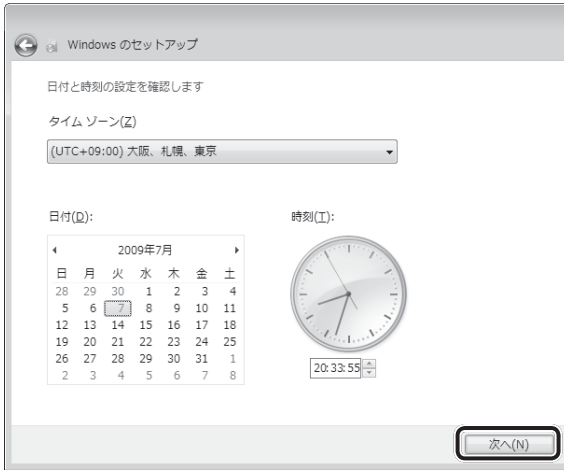 Windows のセットアップ
日付と時刻の設定を確認します
タイム ゾーン(Z)
(UTC+09:00) 大阪、札幌、東京
日付(D):
時刻(T):
2009年7月
日 月 火 水 木 金 土
28 29 30 1 2 3 4
5 6 7 8 9 10 11
12 13 14 15 16 17 18
19 20 21 22 23 24 25
26 27 28 29 30 31 1
2 3 4 5 6 7 8
20:33:55
次へ(N)